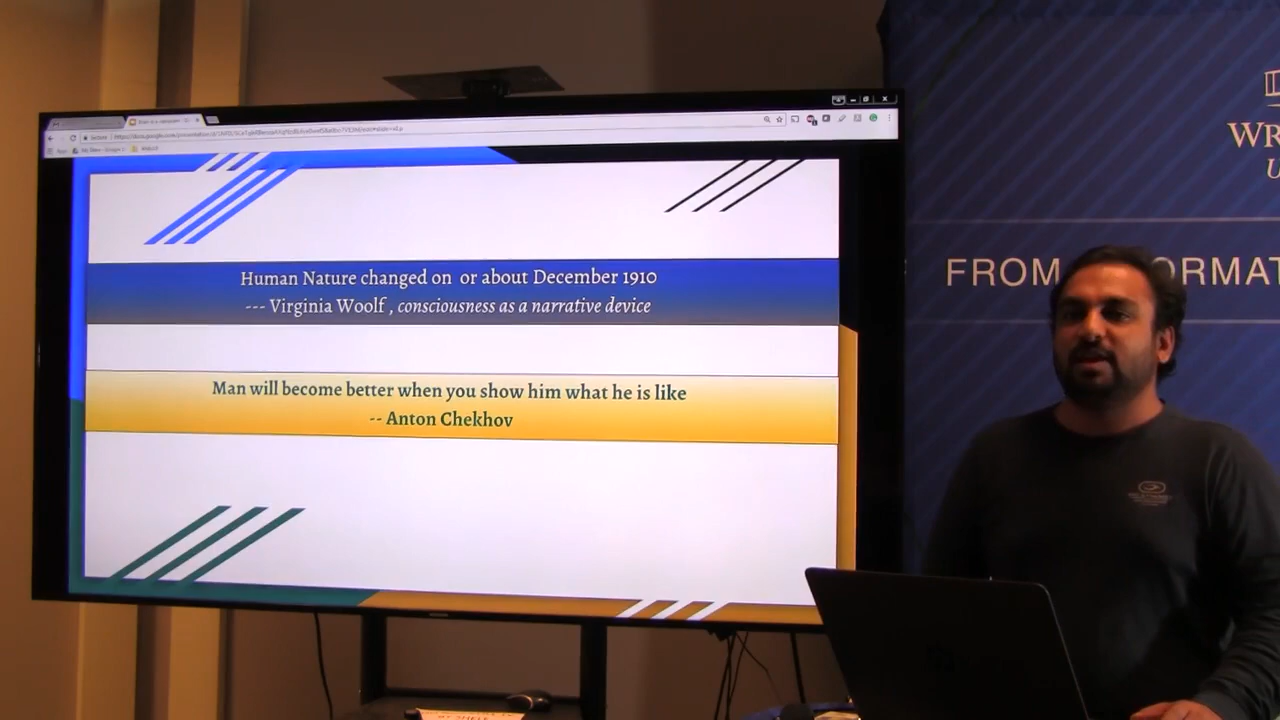 Human Nature changed on or about December 1910
--- Virginia Woolf , consciousness as a narrative device
Man will become better when you show him what he is like
-- Anton Chekhov
WR
U
FROM ORMAT